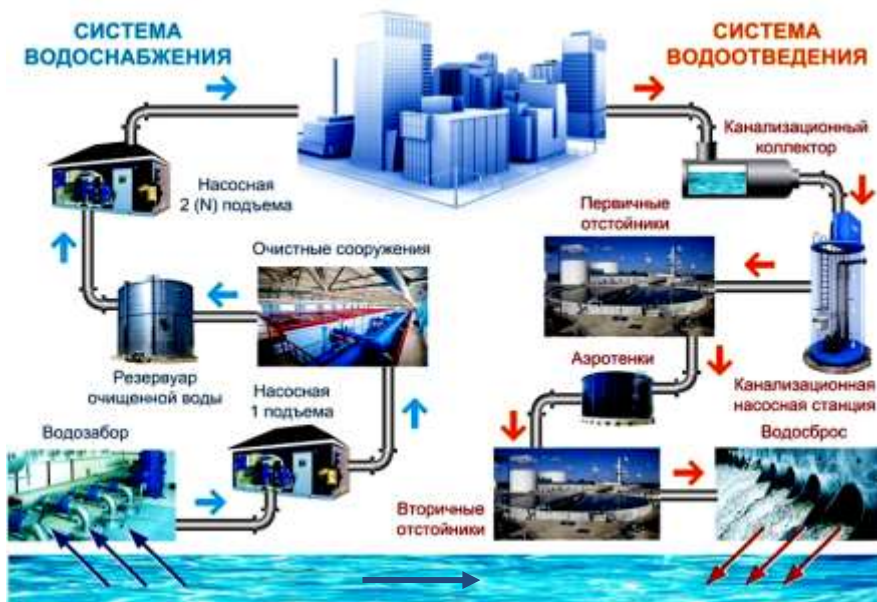 СИСТЕМА
ВОДОСНАБЖЕНИЯ
СИСТЕМА
ВОДООТВЕДЕНИЯ
Канализационный
коллектор
Насосная
2 (N) подъема
Первичные
отстойники
Очистные сооружения
Резервуар
очищенной воды
Насосная
1 подъема
Аэротенки
Канализационная
насосная станция
Водозабор
Водосброс
Вторичные
отстойники